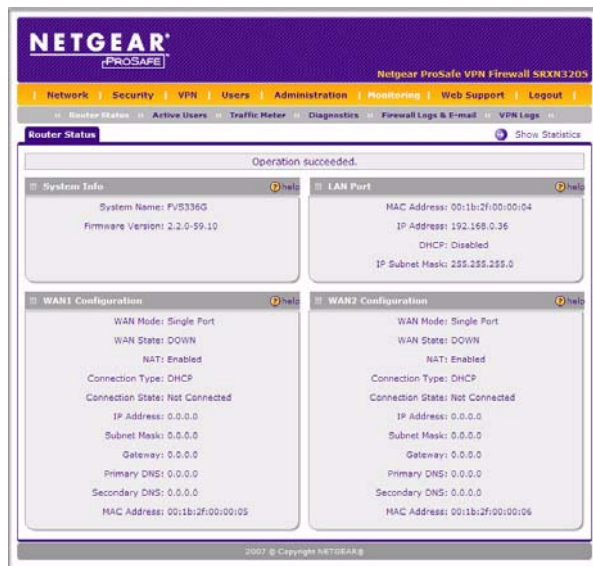 NETGEAR®
PROSAFE
Netgear ProSafe VPN Firewall SRXN3205
Network | Security | VPN | Users | Administration | Monitoring | Web Support | Logout
Router Status :: Active Users :: Traffic Meter :: Diagnostics :: Firewall Logs & E-mail :: VPN Logs
Router Status
Show Statistics
Operation succeeded.
System Info
help
System Name: FVS336G
Firmware Version: 2.2.0-59.10
LAN Port
help
MAC Address: 00:1b:2f:00:00:04
IP Address: 192.168.0.36
DHCP: Disabled
IP Subnet Mask: 255.255.255.0
WAN1 Configuration
help
WAN Mode: Single Port
WAN State: DOWN
NAT: Enabled
Connection Type: DHCP
Connection State: Not Connected
IP Address: 0.0.0.0
Subnet Mask: 0.0.0.0
Gateway: 0.0.0.0
Primary DNS: 0.0.0.0
Secondary DNS: 0.0.0.0
MAC Address: 00:1b:2f:00:00:05
WAN2 Configuration
help
WAN Mode: Single Port
WAN State: DOWN
NAT: Enabled
Connection Type: DHCP
Connection State: Not Connected
IP Address: 0.0.0.0
Subnet Mask: 0.0.0.0
Gateway: 0.0.0.0
Primary DNS: 0.0.0.0
Secondary DNS: 0.0.0.0
MAC Address: 00:1b:2f:00:00:06
2007 © Copyright NETGEAR®